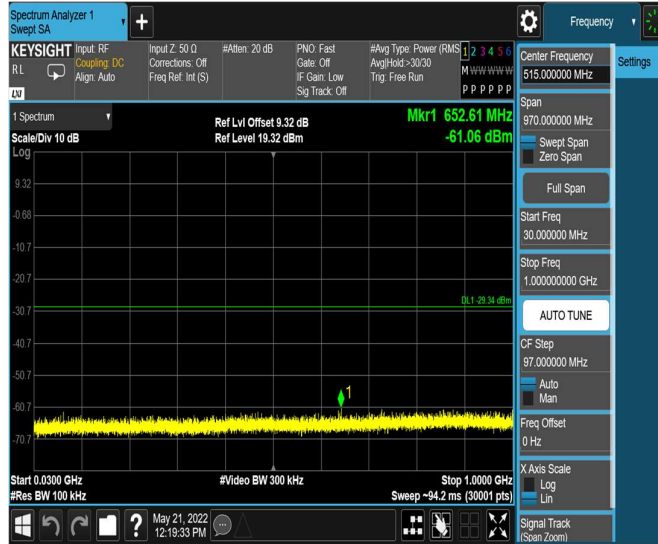 Spectrum Analyzer 1
Swept SA
Frequency
KEYSIGHT
R L
LXI
Input: RF
Coupling: DC
Align: Auto
Input Z: 50 Ω
Corrections: Off
Freq Ref: Int (S)
#Atten: 20 dB
PNO: Fast
Gate: Off
IF Gain: Low
Sig Track: Off
#Avg Type: Power (RMS
Avg|Hold:>30/30
Trig: Free Run
1 2 3 4 5 6
M W W W W W
P P P P P P
1 Spectrum
Scale/Div 10 dB
Ref Lvl Offset 9.32 dB
Ref Level 19.32 dBm
Mkr1 652.61 MHz
-61.06 dBm
Log
9.32
-0.68
-10.7
-20.7
-30.7
-40.7
-50.7
-60.7
-70.7
DL1 -29.34 dBm
1
Start 0.0300 GHz
#Res BW 100 kHz
#Video BW 300 kHz
Stop 1.0000 GHz
Sweep ~94.2 ms (30001 pts)
May 21, 2022
12:19:33 PM
Center Frequency
515.000000 MHz
Settings
Span
970.000000 MHz
Swept Span
Zero Span
Full Span
Start Freq
30.000000 MHz
Stop Freq
1.000000000 GHz
AUTO TUNE
CF Step
97.000000 MHz
Auto
Man
Freq Offset
0 Hz
X Axis Scale
Log
Lin
Signal Track
(Span Zoom)